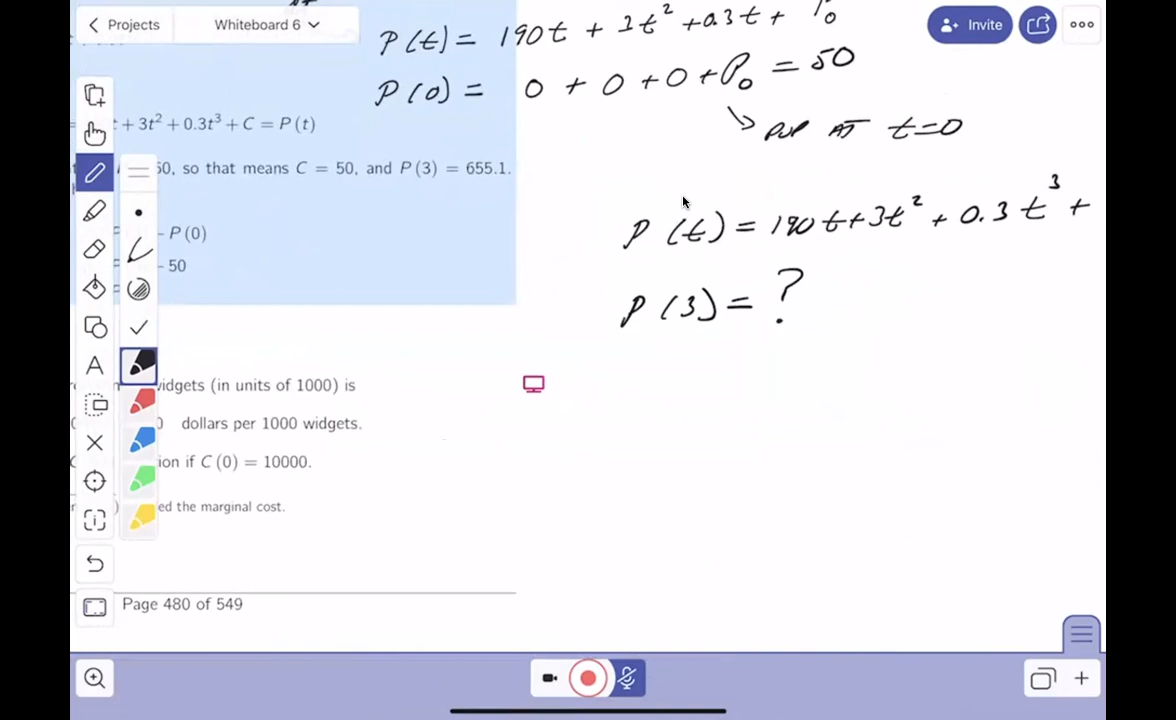 Projects
Whiteboard 6
P(t) = 190t + 3t² + 0.3t + P₀
P(0) = 0 + 0 + 0 + P₀ = 50
t + 3t² + 0.3t³ + C = P(t)
AT t=0
50, so that means C = 50, and P(3) = 655.1.
P(t) = 190t + 3t² + 0.3t³ +
- P(0)
- 50
P(3) = ?
A
widgets (in units of 1000) is
dollars per 1000 widgets.
ion if C(0) = 10000.
ed the marginal cost.
Page 480 of 549
Invite